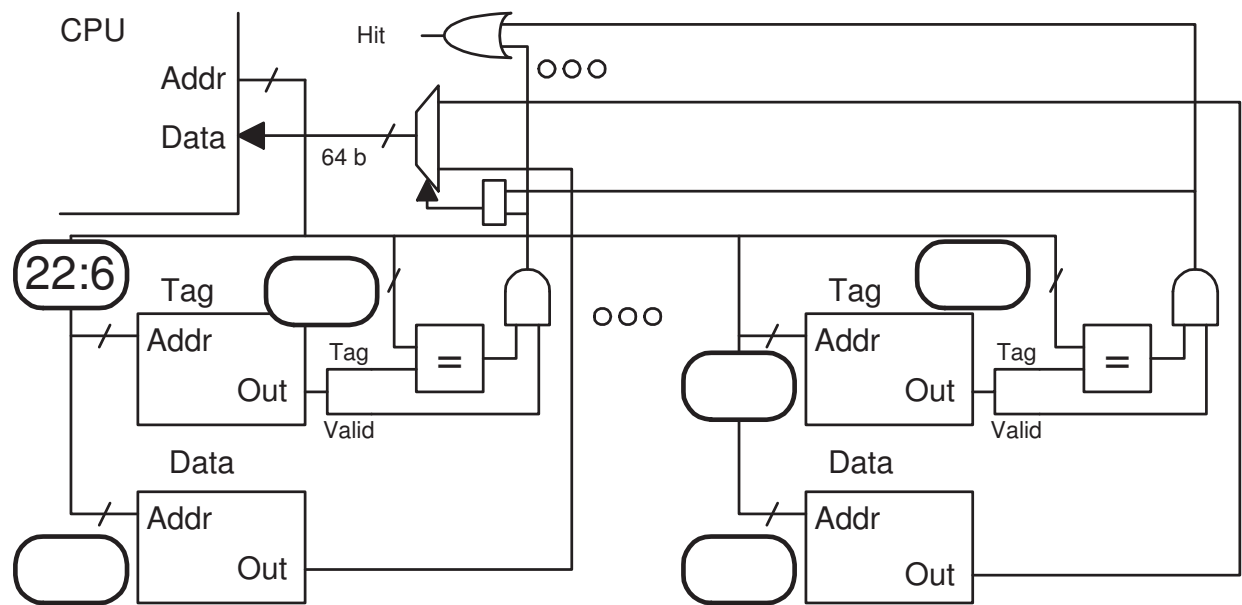 CPU
Hit
Addr
Data
64 b
22:6
Tag
Addr
Out
Tag
=
Valid
Data
Addr
Out
Tag
Addr
Out
Tag
=
Valid
Data
Addr
Out